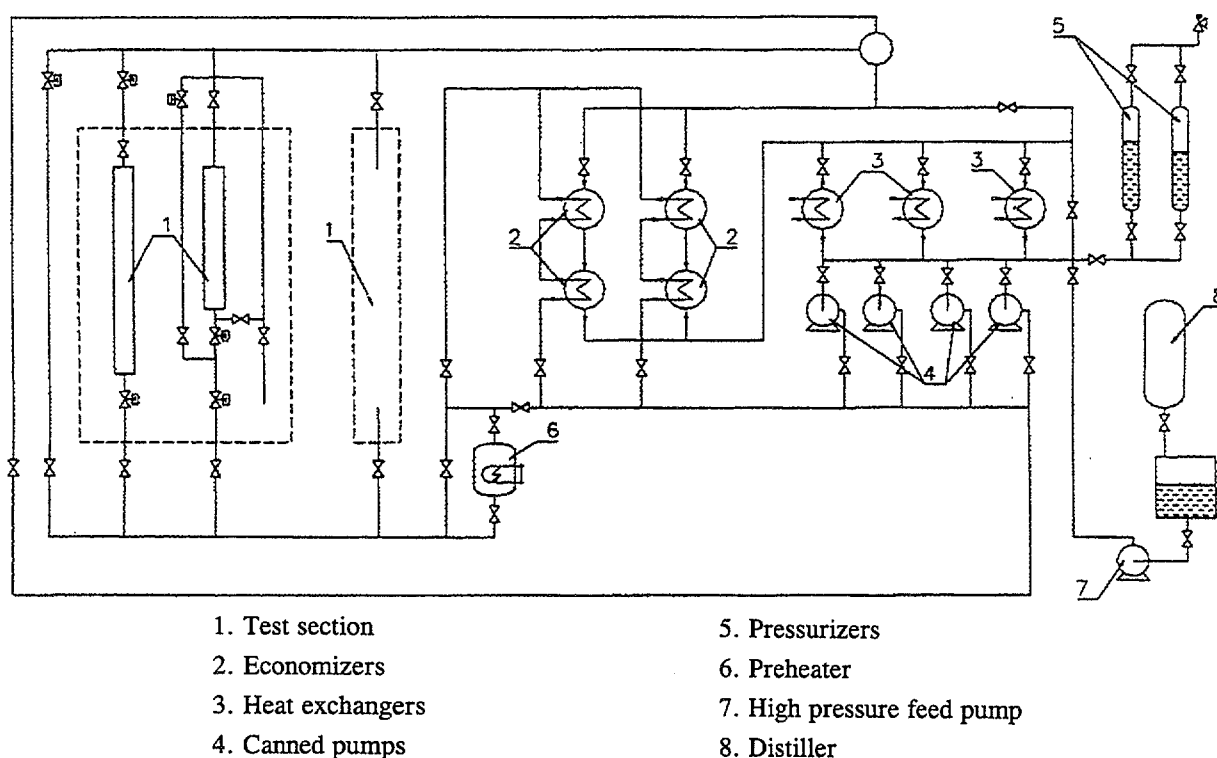 5
1
1
2
2
3
3
4
6
7
8
1. Test section
2. Economizers
3. Heat exchangers
4. Canned pumps
5. Pressurizers
6. Preheater
7. High pressure feed pump
8. Distiller